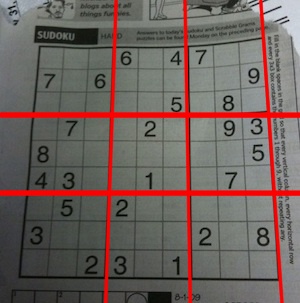 blogs about all
things funnies.
SUDOKU HARD
Answers to today's Sudoku and Scrabble Grams
puzzles can be found Monday on the preceding
6 4 7
7 6 9
5 8
7 2 9 3
8 5
4 3 1 7
5 2
3 2 8
2 3 1
so that every vertical column, every horizontal row
and every 3x3 box contains the numbers 1 through 9, without repeating any.
8-1-09